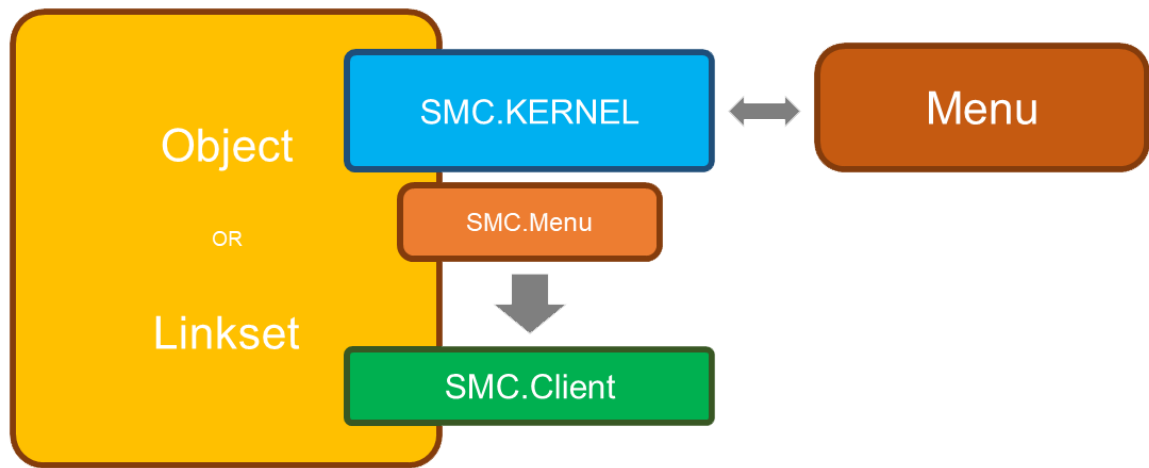 Object
OR
Linkset
SMC.KERNEL
SMC.Menu
SMC.Client
Menu